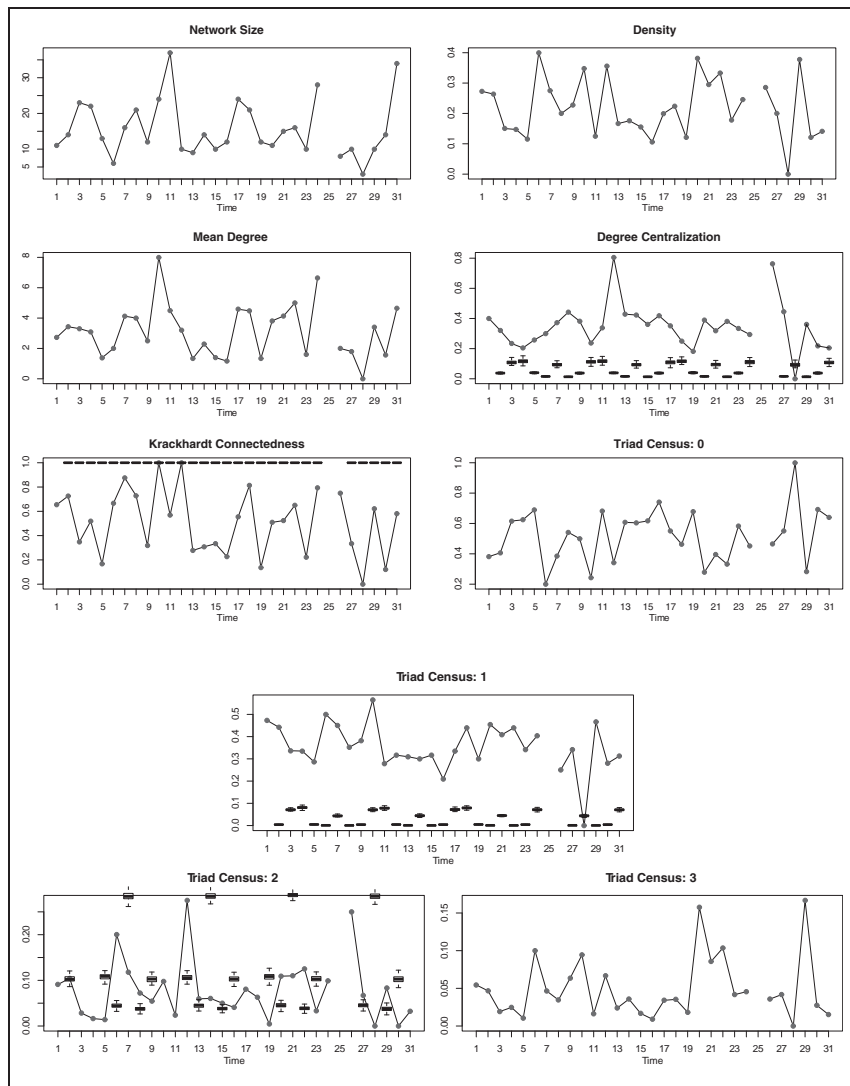 Network Size
5 10 20 30
1 3 5 7 9 11 13 15 17 19 21 23 25 27 29 31
Time
Density
0.0 0.1 0.2 0.3 0.4
1 3 5 7 9 11 13 15 17 19 21 23 25 27 29 31
Time
Mean Degree
0 2 4 6 8
1 3 5 7 9 11 13 15 17 19 21 23 25 27 29 31
Time
Degree Centralization
0.0 0.2 0.4 0.6 0.8
1 3 5 7 9 11 13 15 17 19 21 23 25 27 29 31
Time
Krackhardt Connectedness
0.0 0.2 0.4 0.6 0.8 1.0
1 3 5 7 9 11 13 15 17 19 21 23 25 27 29 31
Time
Triad Census: 0
0.2 0.4 0.6 0.8 1.0
1 3 5 7 9 11 13 15 17 19 21 23 25 27 29 31
Time
Triad Census: 1
0.0 0.1 0.2 0.3 0.4 0.5
1 3 5 7 9 11 13 15 17 19 21 23 25 27 29 31
Time
Triad Census: 2
0.00 0.10 0.20
1 3 5 7 9 11 13 15 17 19 21 23 25 27 29 31
Time
Triad Census: 3
0.00 0.05 0.10 0.15
1 3 5 7 9 11 13 15 17 19 21 23 25 27 29 31
Time